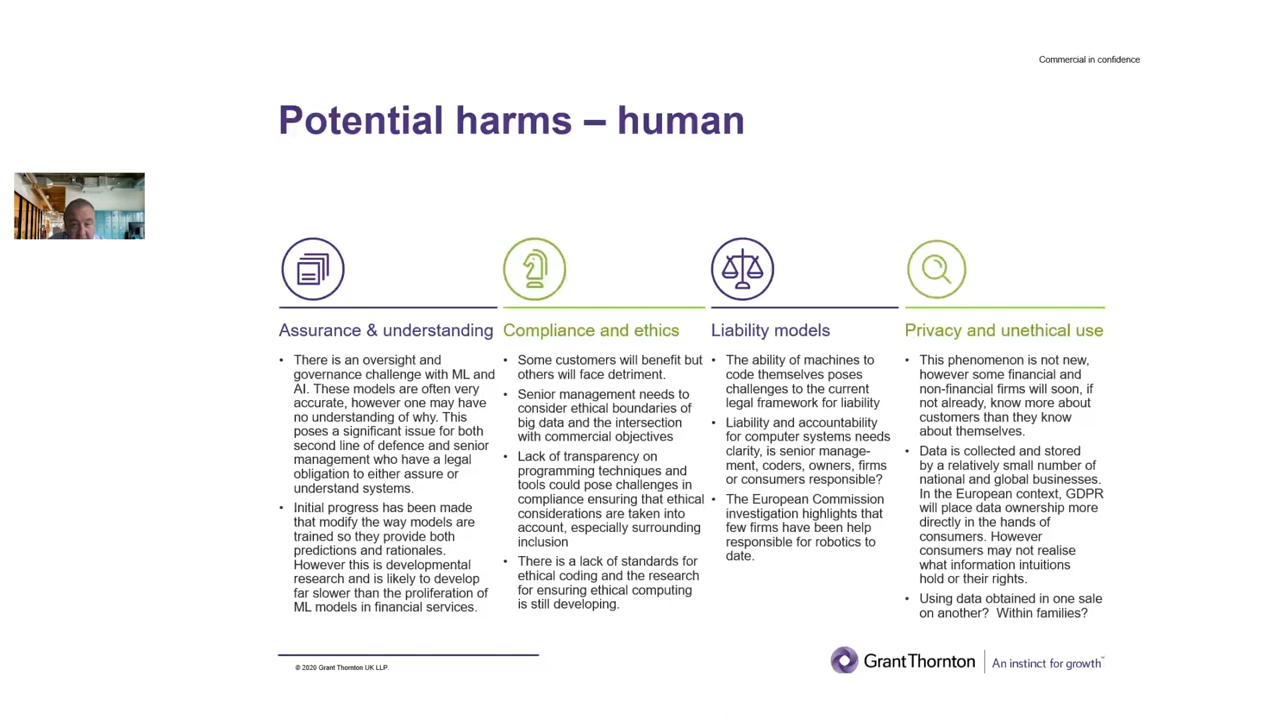 Commercial in confidence
Potential harms – human
Assurance & understanding
• There is an oversight and
governance challenge with ML and
AI. These models are often very
accurate, however one may have
no understanding of why. This
poses a significant issue for both
second line of defence and senior
management who have a legal
obligation to either assure or
understand systems.
• Initial progress has been made
that modify the way models are
trained so they provide both
predictions and rationales.
However this is developmental
research and is likely to develop
far slower than the proliferation of
ML models in financial services.
Compliance and ethics
• Some customers will benefit but
others will face detriment.
• Senior management needs to
consider ethical boundaries of
big data and the intersection
with commercial objectives
• Lack of transparency on
programming techniques and
tools could pose challenges in
compliance ensuring that ethical
considerations are taken into
account, especially surrounding
inclusion
• There is a lack of standards for
ethical coding and the research
for ensuring ethical computing
is still developing.
Liability models
• The ability of machines to
code themselves poses
challenges to the current
legal framework for liability
• Liability and accountability
for computer systems needs
clarity, is senior manage-
ment, coders, owners, firms
or consumers responsible?
• The European Commission
investigation highlights that
few firms have been help
responsible for robotics to
date.
Privacy and unethical use
• This phenomenon is not new,
however some financial and
non-financial firms will soon, if
not already, know more about
customers than they know
about themselves.
• Data is collected and stored
by a relatively small number of
national and global businesses.
In the European context, GDPR
will place data ownership more
directly in the hands of
consumers. However
consumers may not realise
what information intuitions
hold or their rights.
• Using data obtained in one sale
on another? Within families?
© 2020 Grant Thornton UK LLP.
Grant Thornton
An instinct for growth™